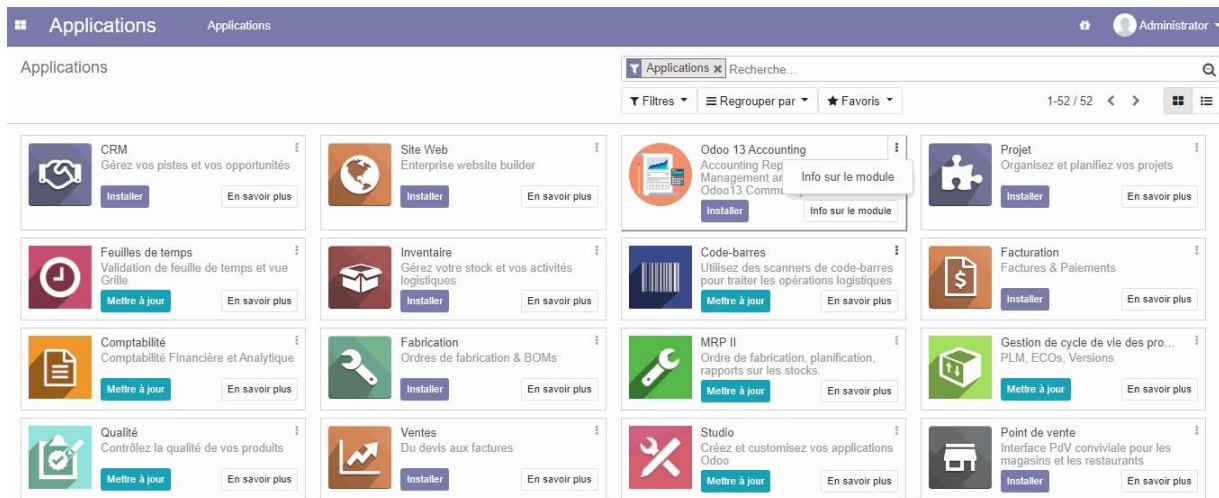 Applications Applications Administrator
Applications
Applications Recherche...
Filtres Regrouper par Favoris 1-52 / 52
CRM
Gérez vos pistes et vos opportunités
Installer En savoir plus
Site Web
Enterprise website builder
Installer En savoir plus
Odoo 13 Accounting
Accounting Rep
Management ar
Odoo13 Commu
Info sur le module
Installer Info sur le module
Projet
Organisez et planifiez vos projets
Installer En savoir plus
Feuilles de temps
Validation de feuille de temps et vue
Grille
Mettre à jour En savoir plus
Inventaire
Gérez votre stock et vos activités
logistiques
Installer En savoir plus
Code-barres
Utilisez des scanners de code-barres
pour traiter les opérations logistiques
Mettre à jour En savoir plus
Facturation
Factures & Paiements
Installer En savoir plus
Comptabilité
Comptabilité Financière et Analytique
Mettre à jour En savoir plus
Fabrication
Ordres de fabrication & BOMs
Installer En savoir plus
MRP II
Ordre de fabrication, planification,
rapports sur les stocks.
Mettre à jour En savoir plus
Gestion de cycle de vie des pro...
PLM, ECOs, Versions
Mettre à jour En savoir plus
Qualité
Contrôlez la qualité de vos produits
Mettre à jour En savoir plus
Ventes
Du devis aux factures
Installer En savoir plus
Studio
Créez et customisez vos applications
Odoo
Mettre à jour En savoir plus
Point de vente
Interface PdV conviviale pour les
magasins et les restaurants
Installer En savoir plus